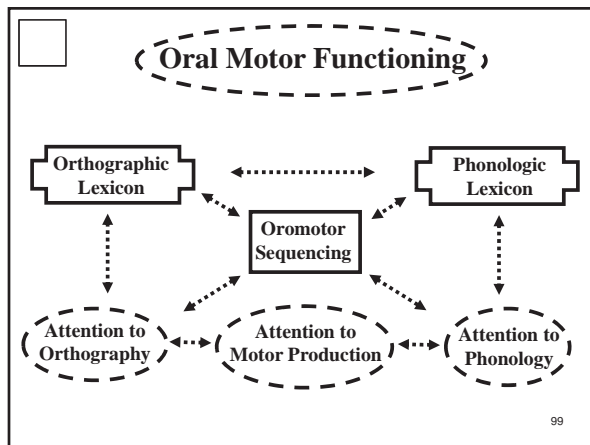 Oral Motor Functioning
Orthographic
Lexicon
Phonologic
Lexicon
Oromotor
Sequencing
Attention to
Orthography
Attention to
Motor Production
Attention to
Phonology
99